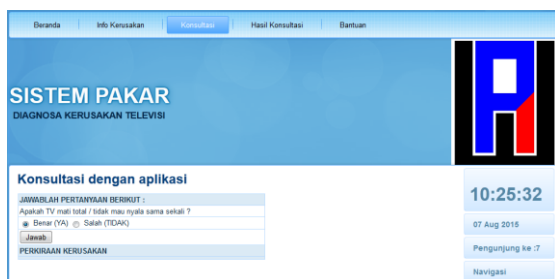 Beranda Info Kerusakan Konsultasi Hasil Konsultasi Bantuan
SISTEM PAKAR
DIAGNOSA KERUSAKAN TELEVISI
Konsultasi dengan aplikasi
JAWABLAH PERTANYAAN BERIKUT :
Apakah TV mati total / tidak mau nyala sama sekali ?
Benar (YA) Salah (TIDAK)
Jawab
PERKIRAAN KERUSAKAN
10:25:32
07 Aug 2015
Pengunjung ke :7
Navigasi